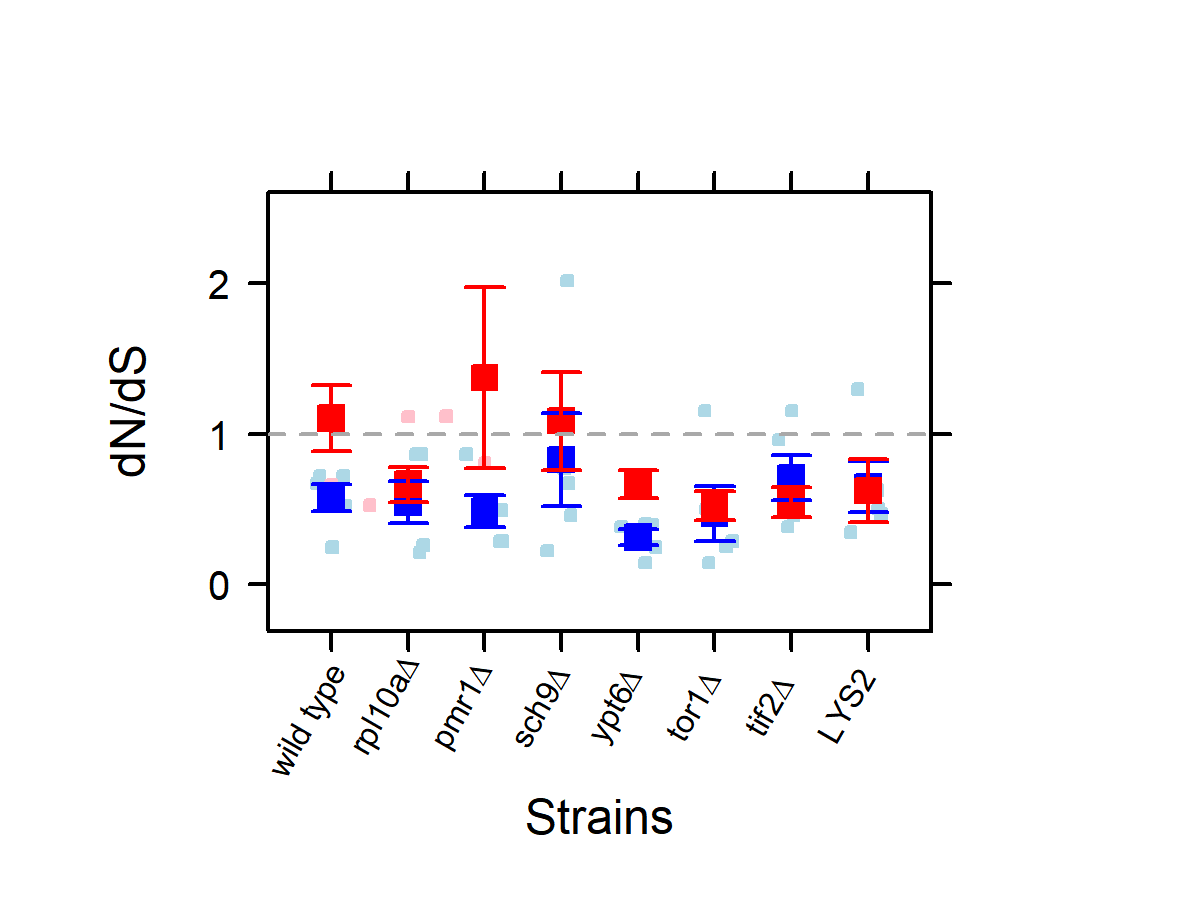 dN/dS
2
1
0
wild type
rpl10aΔ
pmr1Δ
sch9Δ
ypt6Δ
tor1Δ
tif2Δ
LYS2
Strains